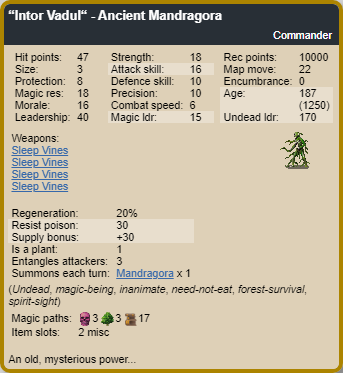 “Intor Vadul“ - Ancient Mandragora
Commander
Hit points: 47 Strength: 18 Rec points: 10000
Size: 3 Attack skill: 16 Map move: 22
Protection: 8 Defence skill: 10 Encumbrance: 0
Magic res: 18 Precision: 10 Age: 187
Morale: 16 Combat speed: 6 (1250)
Leadership: 40 Magic ldr: 15 Undead ldr: 170
Weapons:
Sleep Vines
Sleep Vines
Sleep Vines
Sleep Vines
Regeneration: 20%
Resist poison: 30
Supply bonus: +30
Is a plant: 1
Entangles attackers: 3
Summons each turn: Mandragora x 1
(Undead, magic-being, inanimate, need-not-eat, forest-survival,
spirit-sight)
Magic paths: 3 3 17
Item slots: 2 misc
An old, mysterious power...